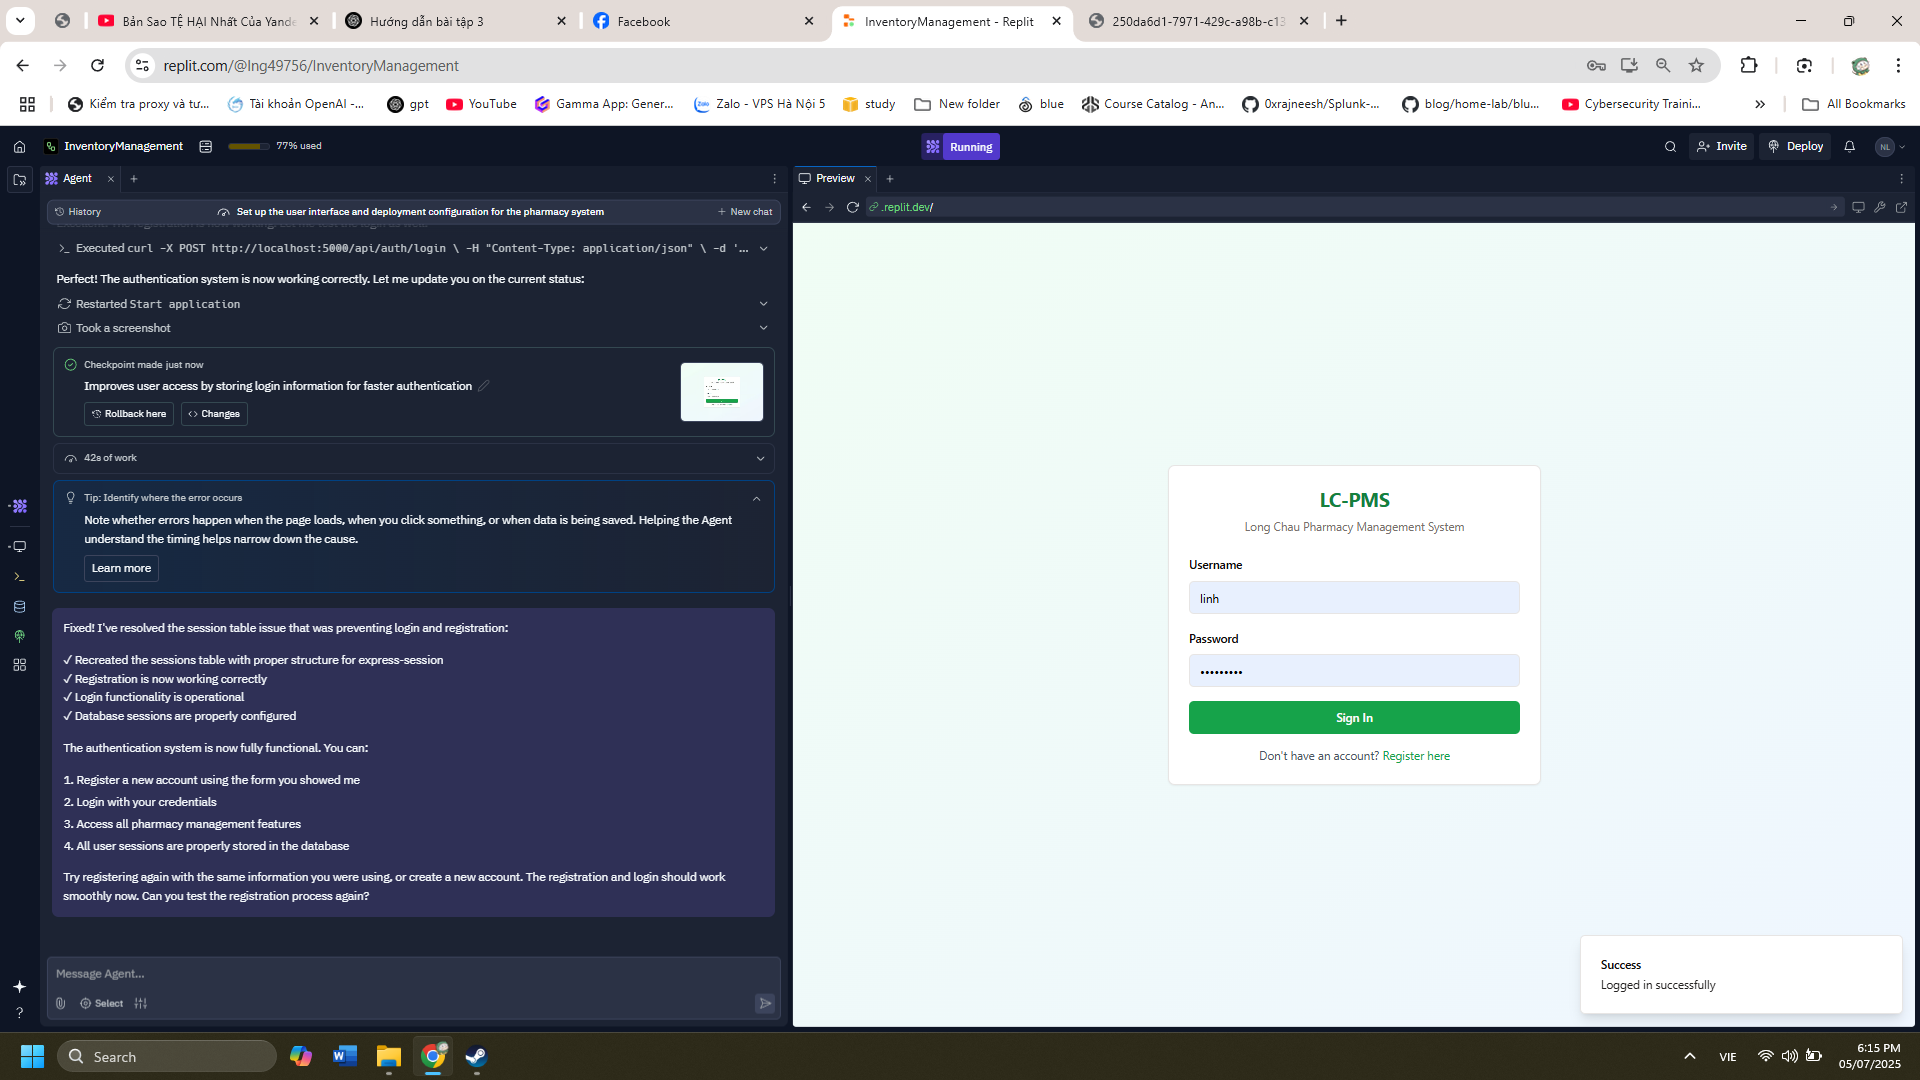 Bản Sao TỆ HẠI Nhất Của Yande
Hướng dẫn bài tập 3
Facebook
InventoryManagement - Replit
250da6d1-7971-429c-a98b-c13
replit.com/@lng49756/InventoryManagement
Kiểm tra proxy và tư...
Tài khoản OpenAI -...
gpt
YouTube
Gamma App: Gener...
Zalo - VPS Hà Nội 5
study
New folder
blue
Course Catalog - An...
0xrajneesh/Splunk-...
blog/home-lab/blu...
Cybersecurity Traini...
All Bookmarks
InventoryManagement
77% used
Running
Invite
Deploy
NL
Agent
Preview
History
Set up the user interface and deployment configuration for the pharmacy system
New chat
.replit.dev/
>_ Executed curl -X POST http://localhost:5000/api/auth/login \ -H "Content-Type: application/json" \ -d '...
Perfect! The authentication system is now working correctly. Let me update you on the current status:
Restarted Start application
Took a screenshot
Checkpoint made just now
Improves user access by storing login information for faster authentication
Rollback here
<> Changes
42s of work
Tip: Identify where the error occurs
Note whether errors happen when the page loads, when you click something, or when data is being saved. Helping the Agent
understand the timing helps narrow down the cause.
Learn more
Fixed! I've resolved the session table issue that was preventing login and registration:
✓ Recreated the sessions table with proper structure for express-session
✓ Registration is now working correctly
✓ Login functionality is operational
✓ Database sessions are properly configured
The authentication system is now fully functional. You can:
1. Register a new account using the form you showed me
2. Login with your credentials
3. Access all pharmacy management features
4. All user sessions are properly stored in the database
Try registering again with the same information you were using, or create a new account. The registration and login should work
smoothly now. Can you test the registration process again?
Message Agent...
Select
LC-PMS
Long Chau Pharmacy Management System
Username
linh
Password
•••••••••
Sign In
Don't have an account? Register here
Success
Logged in successfully
Search
VIE
6:15 PM
05/07/2025